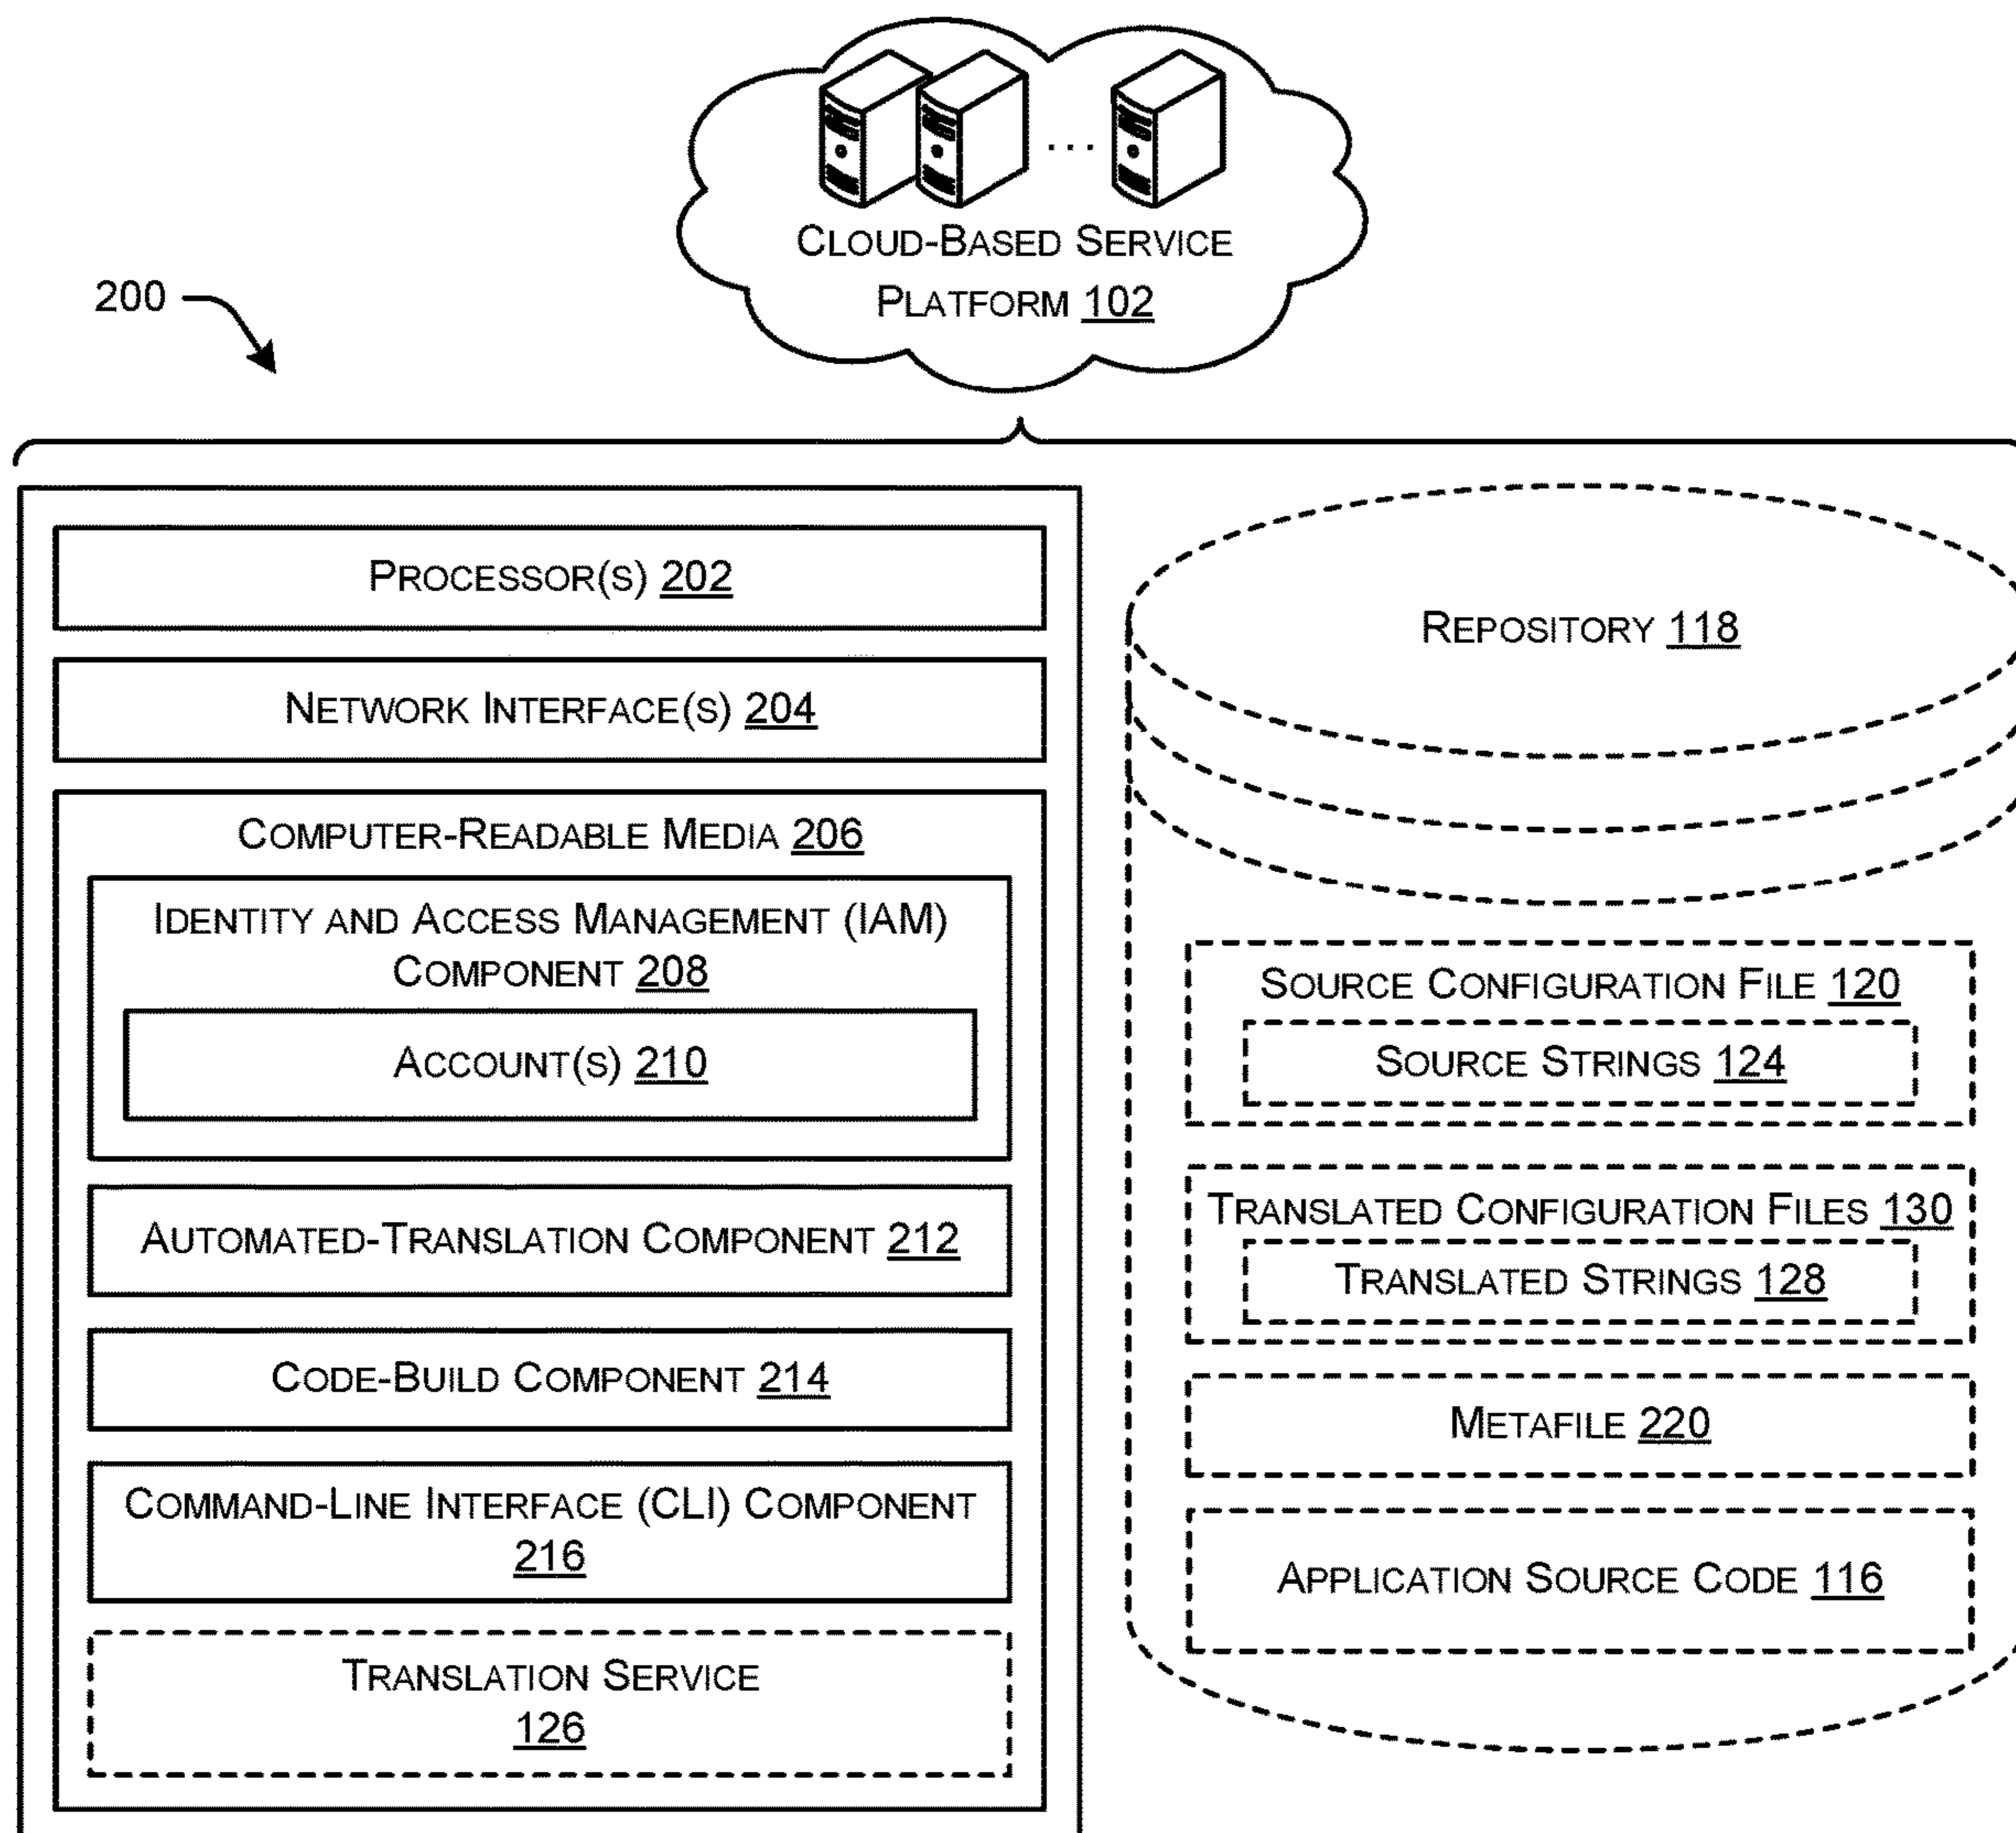 CLOUD-BASED SERVICE
PLATFORM 102
200
PROCESSOR(S) 202
NETWORK INTERFACE(S) 204
COMPUTER-READABLE MEDIA 206
IDENTITY AND ACCESS MANAGEMENT (IAM)
COMPONENT 208
ACCOUNT(S) 210
AUTOMATED-TRANSLATION COMPONENT 212
CODE-BUILD COMPONENT 214
COMMAND-LINE INTERFACE (CLI) COMPONENT
216
TRANSLATION SERVICE
126
REPOSITORY 118
SOURCE CONFIGURATION FILE 120
SOURCE STRINGS 124
TRANSLATED CONFIGURATION FILES 130
TRANSLATED STRINGS 128
METAFILE 220
APPLICATION SOURCE CODE 116